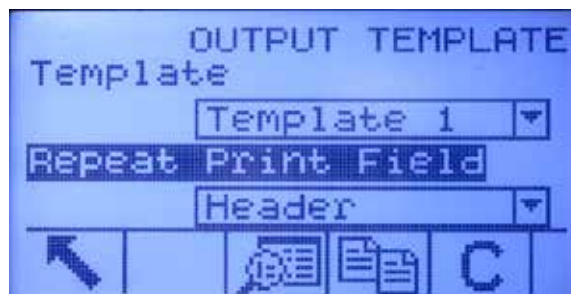 OUTPUT TEMPLATE
Template
Template 1
Repeat Print Field
Header
C